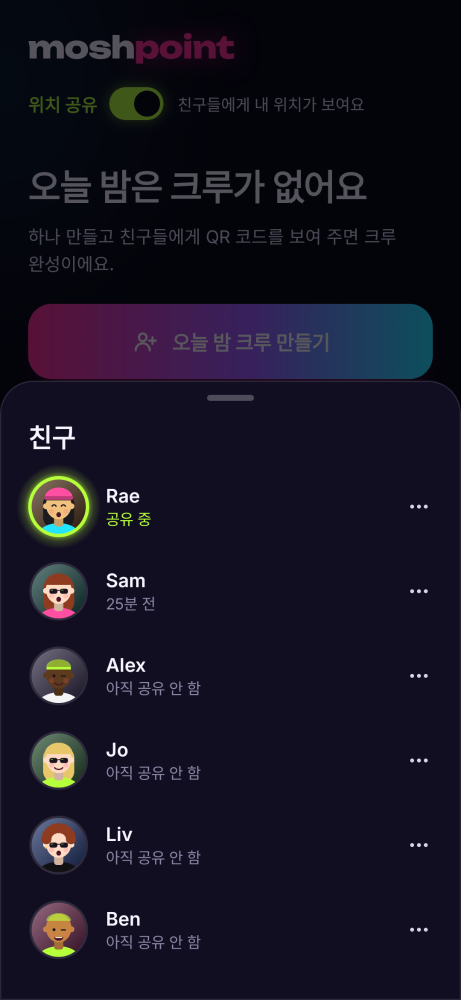 moshpoint
위치 공유
친구들에게 내 위치가 보여요
오늘 밤은 크루가 없어요
하나 만들고 친구들에게 QR 코드를 보여 주면 크루
완성이에요.
오늘 밤 크루 만들기
친구
Rae
공유 중
Sam
25분 전
Alex
아직 공유 안 함
Jo
아직 공유 안 함
Liv
아직 공유 안 함
Ben
아직 공유 안 함